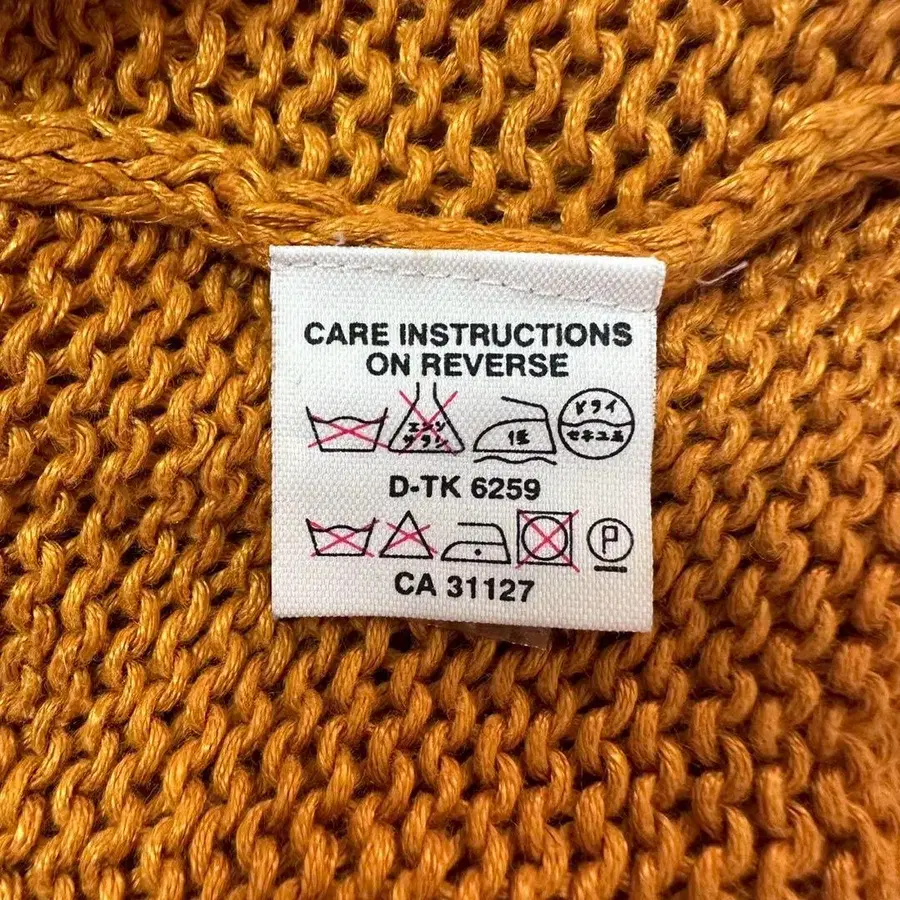 CARE INSTRUCTIONS
ON REVERSE
エンソ
サラシ
低
ドライ
セキユ系
D-TK 6259
P
CA 31127